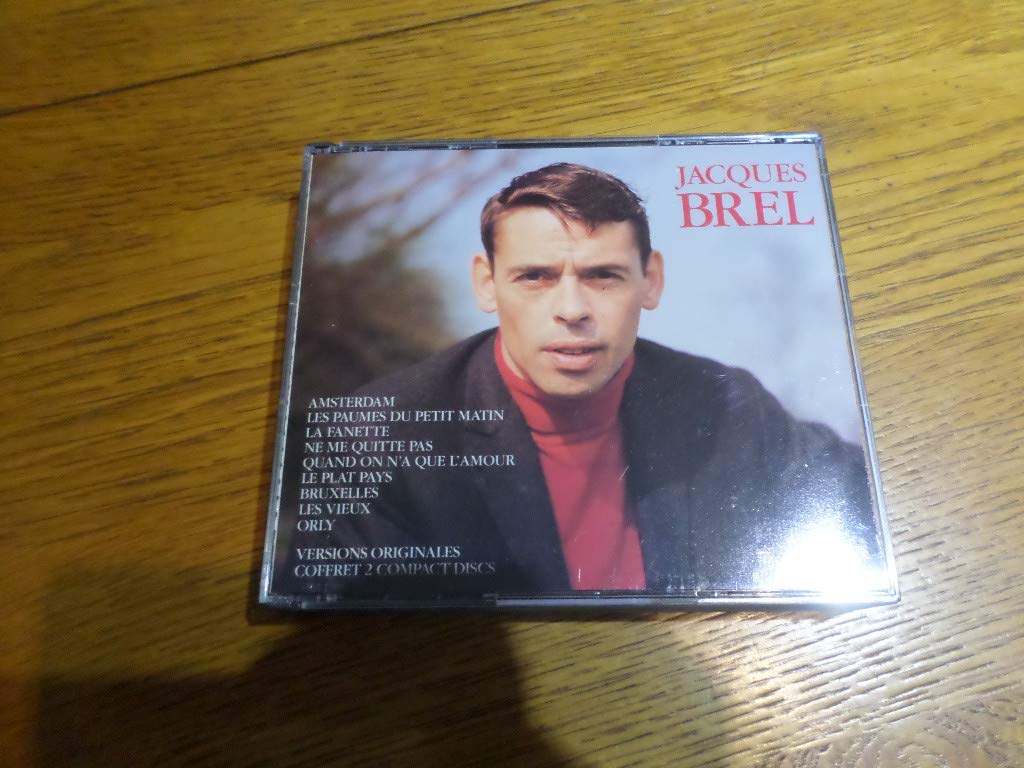 JACQUES
BREL
AMSTERDAM
LES PAUMES DU PETIT MATIN
LA FANETTE
NE ME QUITTE PAS
QUAND ON N'A QUE L'AMOUR
LE PLAT PAYS
BRUXELLES
LES VIEUX
ORLY
VERSIONS ORIGINALES
COFFRET 2 COMPACT DISCS